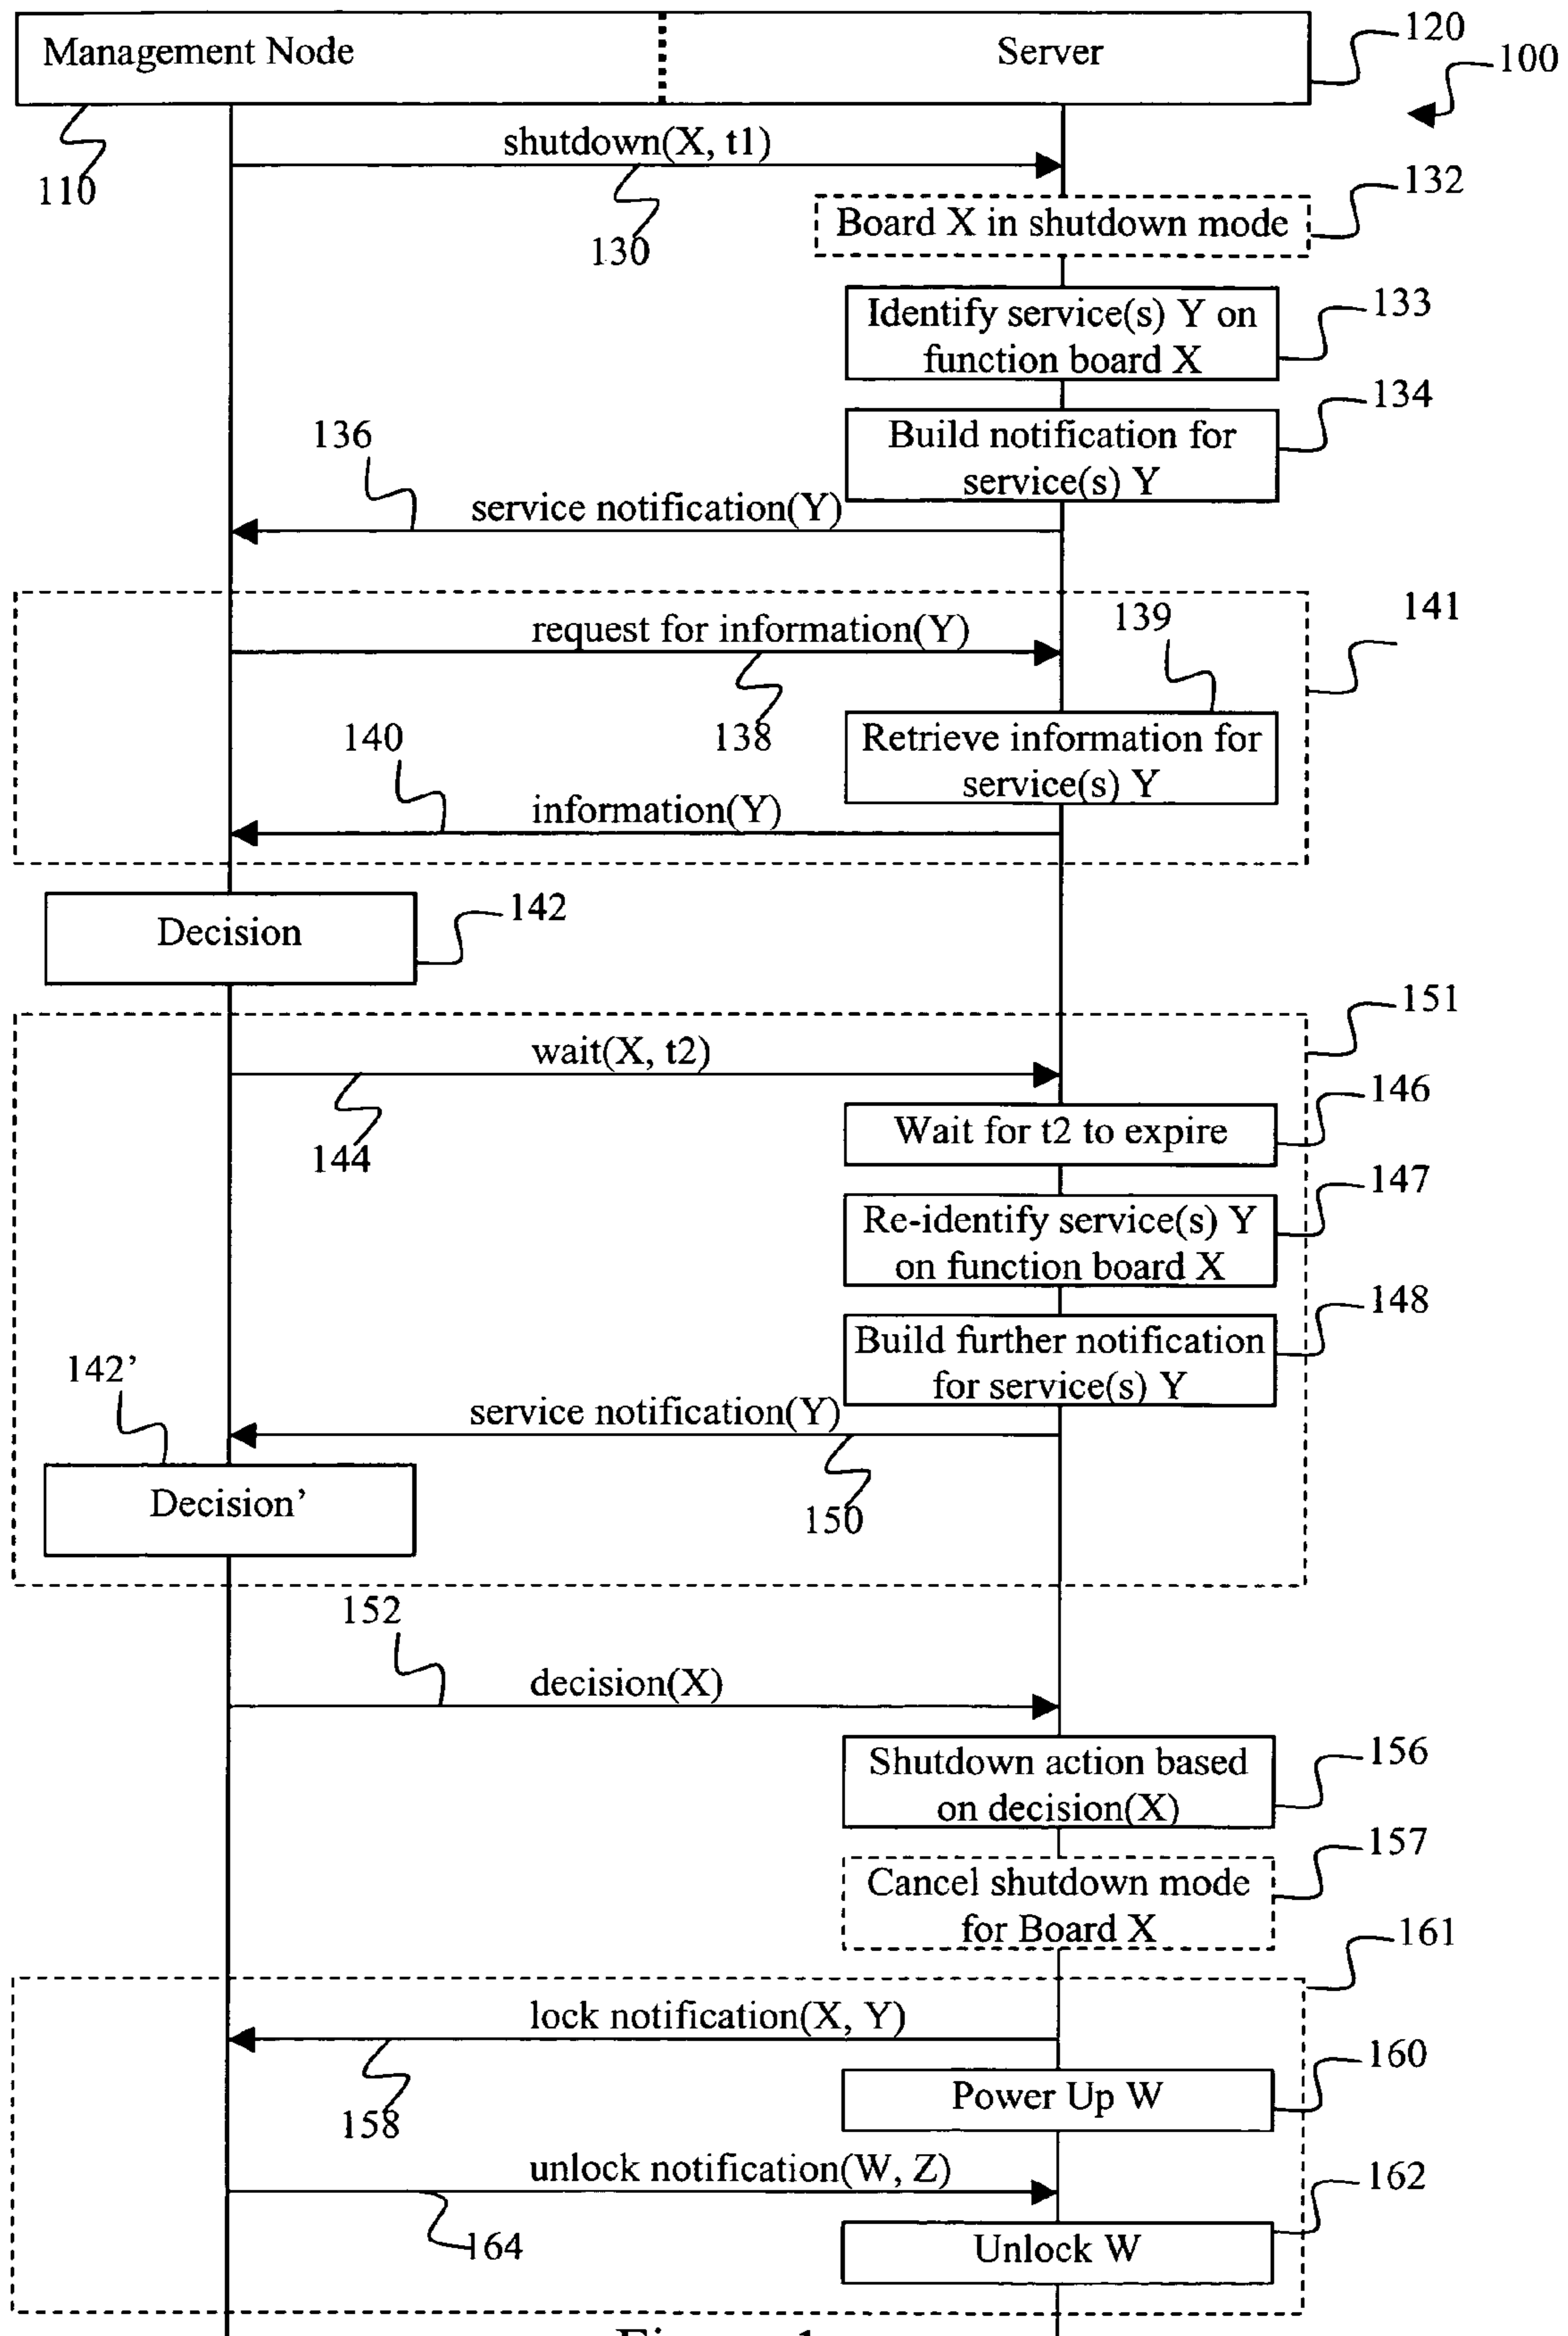 Management Node
Server
120
100
110
shutdown(X, t1)
130
Board X in shutdown mode
132
Identify service(s) Y on
function board X
133
Build notification for
service(s) Y
134
136
service notification(Y)
141
request for information(Y)
138
139
Retrieve information for
service(s) Y
140
information(Y)
Decision
142
151
wait(X, t2)
144
Wait for t2 to expire
146
Re-identify service(s) Y
on function board X
147
Build further notification
for service(s) Y
148
142’
service notification(Y)
150
Decision’
152
decision(X)
Shutdown action based
on decision(X)
156
Cancel shutdown mode
for Board X
157
161
lock notification(X, Y)
158
Power Up W
160
unlock notification(W, Z)
164
Unlock W
162